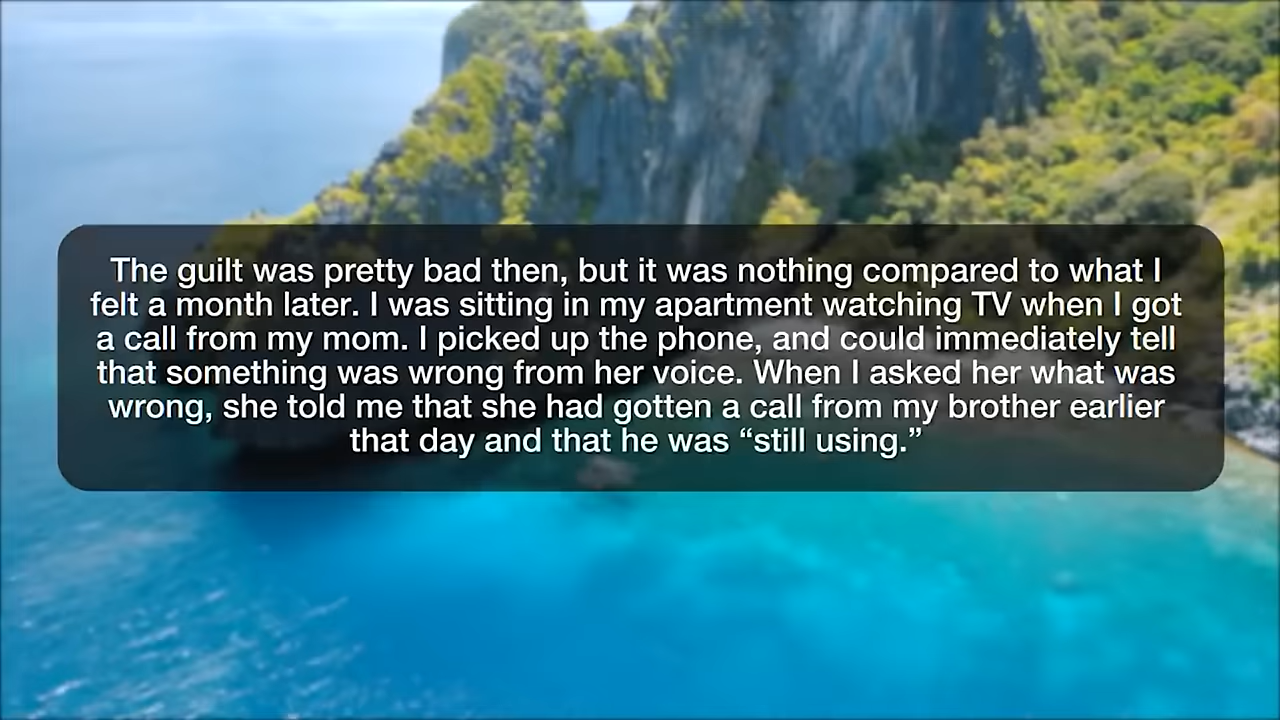 The guilt was pretty bad then, but it was nothing compared to what I
felt a month later. I was sitting in my apartment watching TV when I got
a call from my mom. I picked up the phone, and could immediately tell
that something was wrong from her voice. When I asked her what was
wrong, she told me that she had gotten a call from my brother earlier
that day and that he was “still using.”